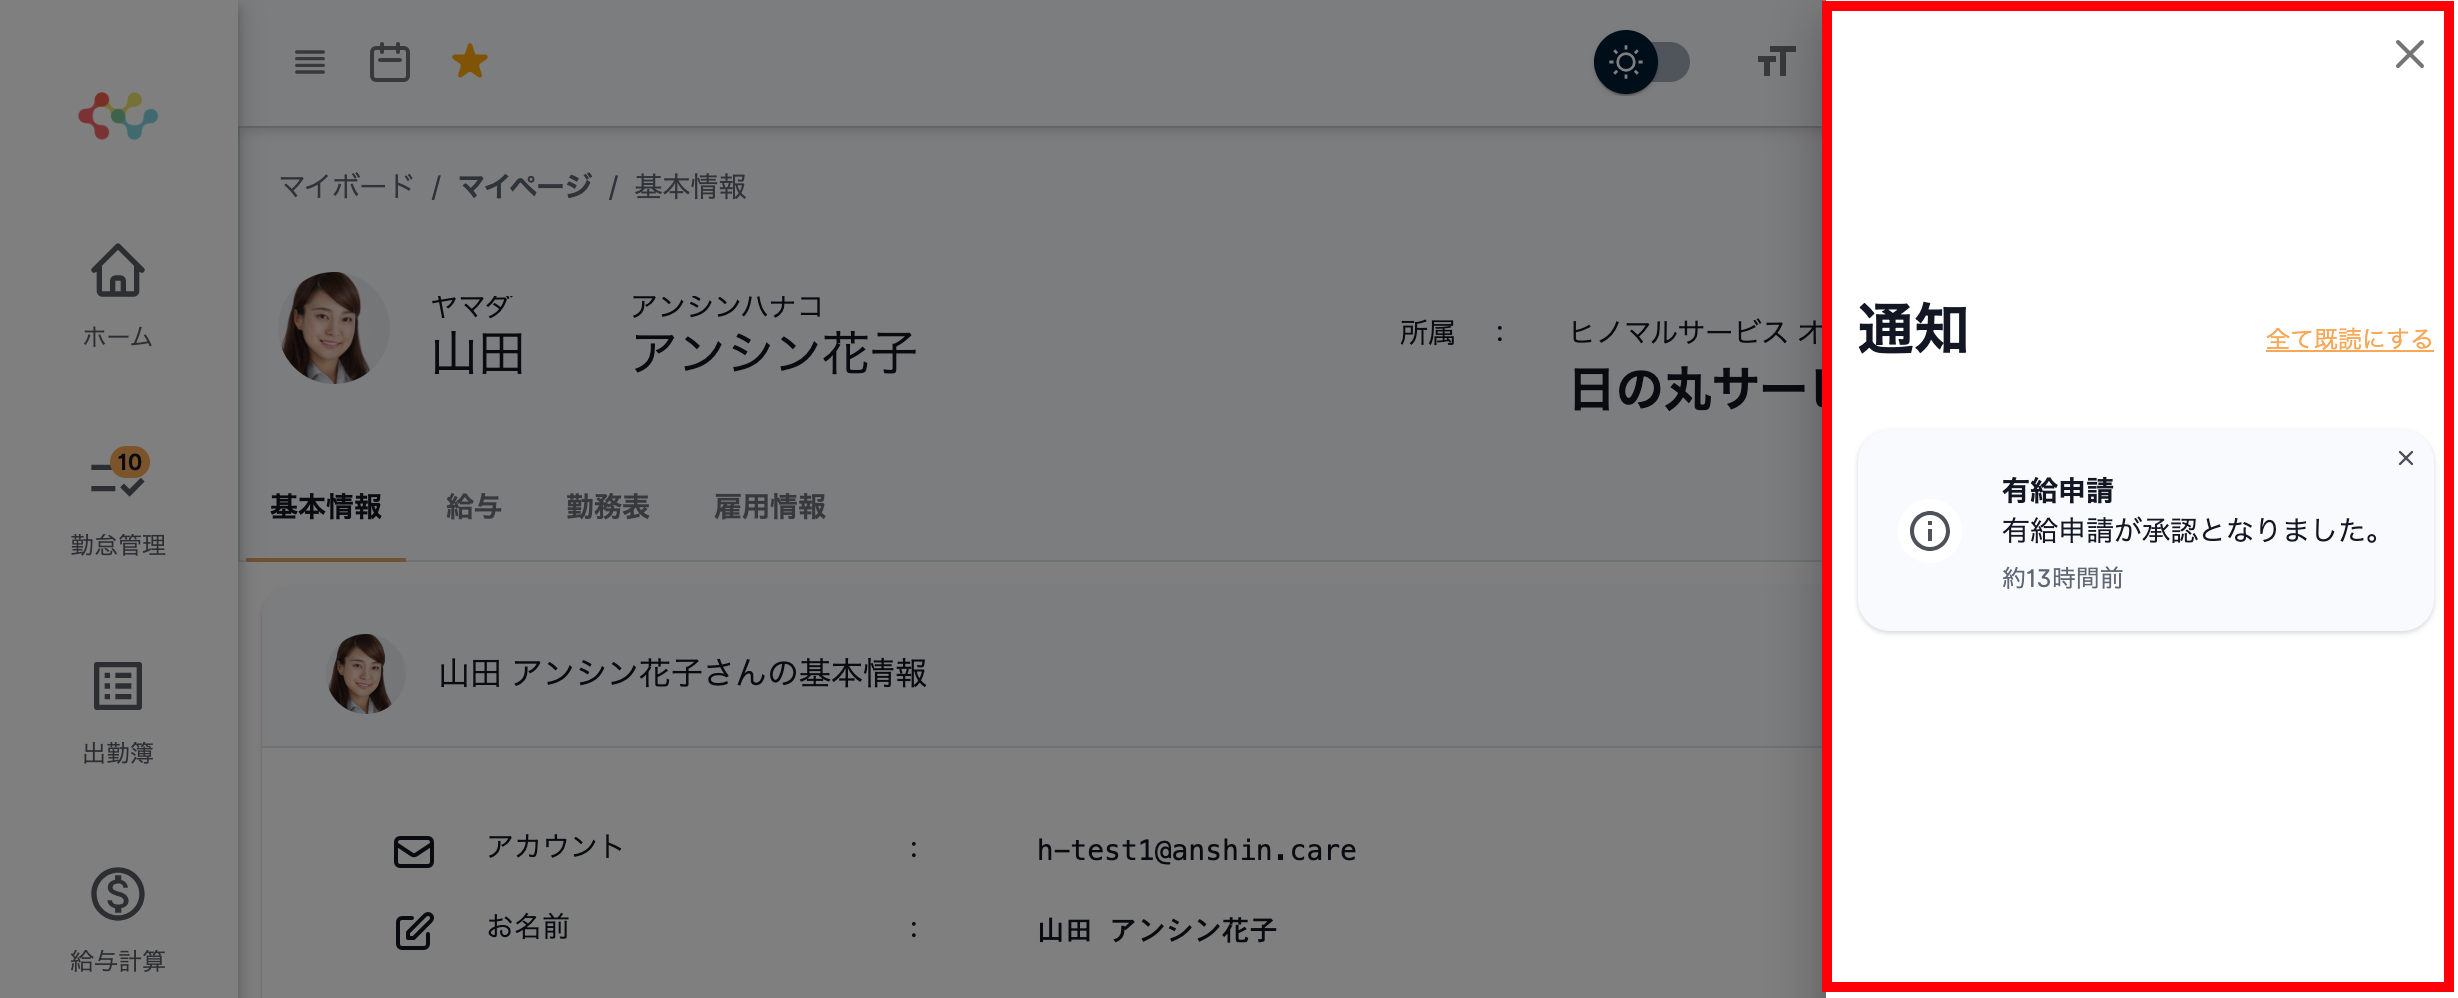 マイボード / マイページ / 基本情報
ホーム
10
勤怠管理
出勤簿
給与計算
ヤマダ アンシンハナコ
山田 アンシン花子
所属 : ヒノマルサービス オ
日の丸サー
基本情報 給与 勤務表 雇用情報
山田 アンシン花子さんの基本情報
アカウント : h-test1@anshin.care
お名前 : 山田 アンシン花子
通知
全て既読にする
有給申請
有給申請が承認となりました。
約13時間前